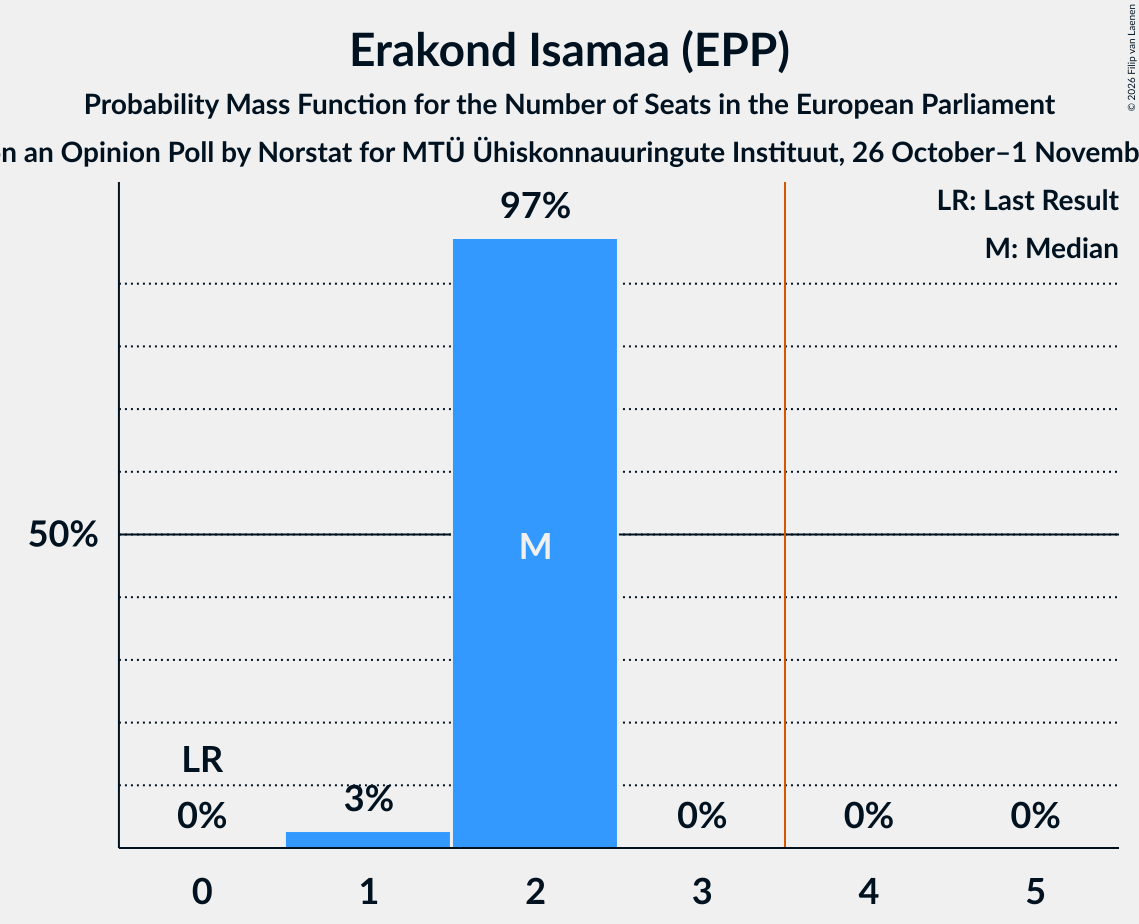 Erakond Isamaa (EPP)
Probability Mass Function for the Number of Seats in the European Parliament
an Opinion Poll by Norstat for MTÜ Ühiskonnauuringute Instituut, 26 October–1
© 2026 Filip van Laenen
97%
LR: Last Result
M: Median
50%
M
LR
0%
3%
0%
0%
0%
0
1
2
3
4
5